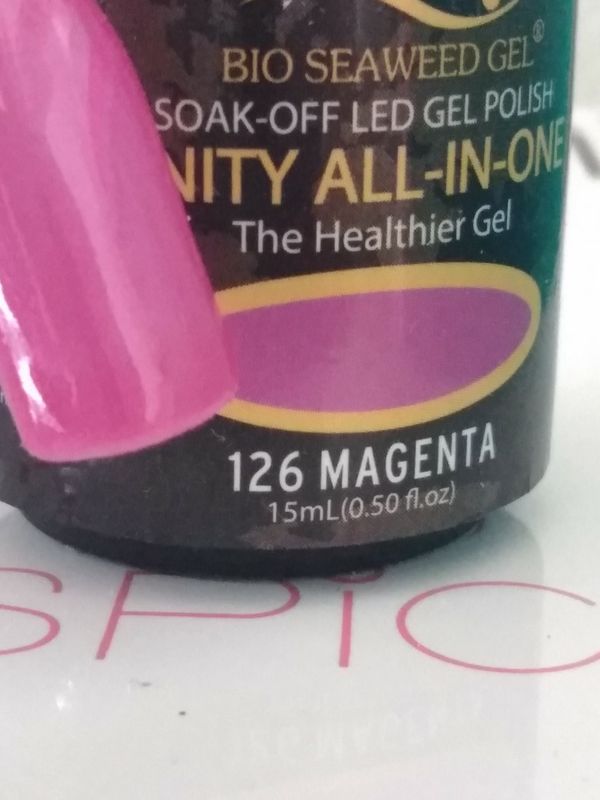 BIO SEAWEED GEL®
SOAK-OFF LED GEL POLISH
NITY ALL-IN-ONE
The Healthier Gel
126 MAGENTA
15mL(0.50 fl.oz)
SPiC